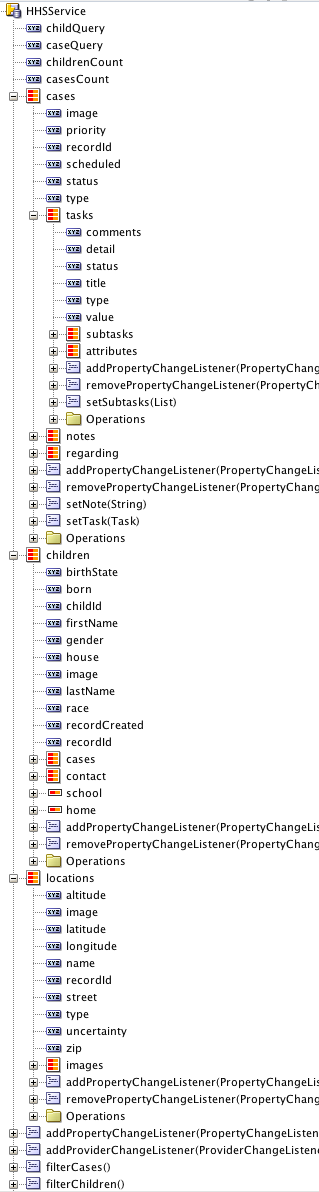 HHSService
childQuery
caseQuery
childrenCount
casesCount
cases
image
priority
recordId
scheduled
status
type
tasks
comments
detail
status
title
type
value
subtasks
attributes
addPropertyChangeListener(PropertyChang
removePropertyChangeListener(PropertyCh
setSubtasks(List)
Operations
notes
regarding
addPropertyChangeListener(PropertyChangeLis
removePropertyChangeListener(PropertyChang
setNote(String)
setTask(Task)
Operations
children
birthState
born
childId
firstName
gender
house
image
lastName
race
recordCreated
recordId
cases
contact
school
home
addPropertyChangeListener(PropertyChangeLis
removePropertyChangeListener(PropertyChang
Operations
locations
altitude
image
latitude
longitude
name
recordId
street
type
uncertainty
zip
images
addPropertyChangeListener(PropertyChangeLis
removePropertyChangeListener(PropertyChang
Operations
addPropertyChangeListener(PropertyChangeListen
addProviderChangeListener(ProviderChangeListen
filterCases()
filterChildren()